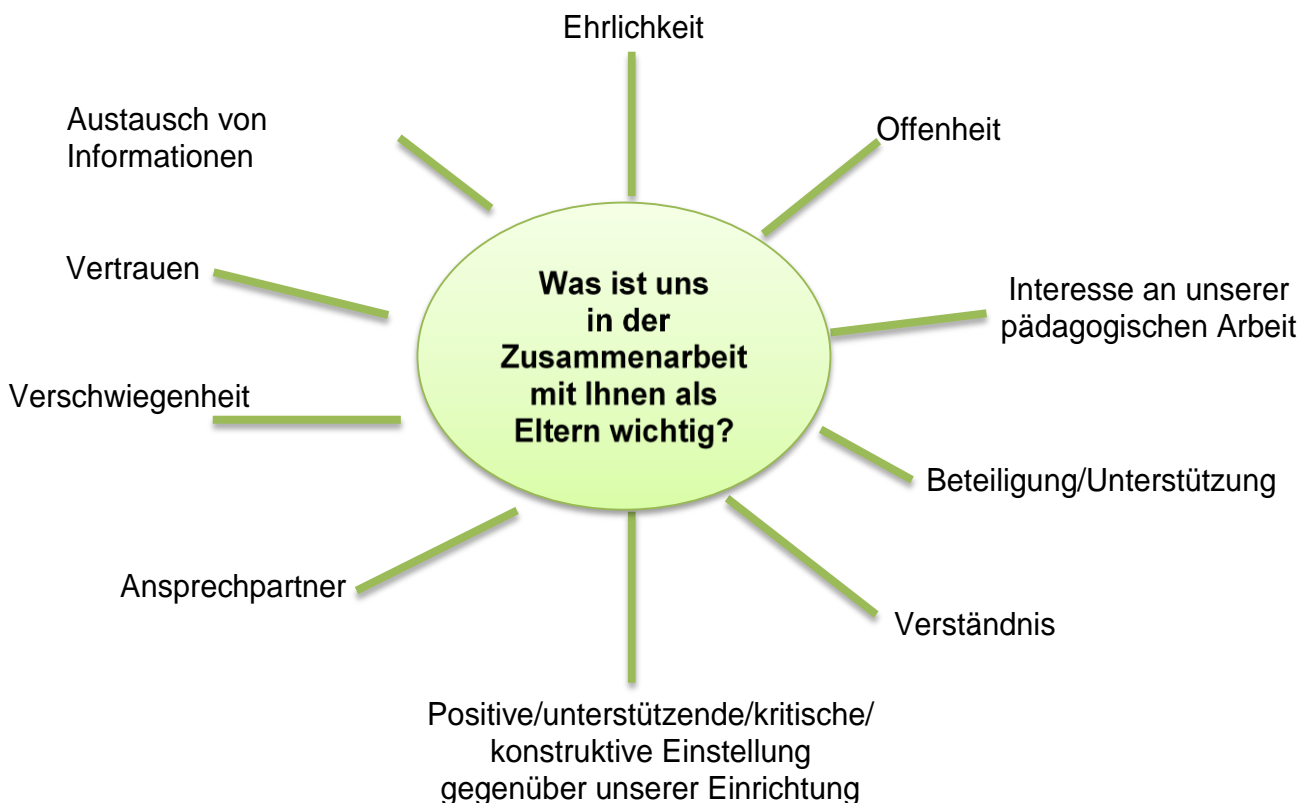 Ehrlichkeit
Austausch von
Informationen
Offenheit
Vertrauen
Was ist uns
in der
Zusammenarbeit
mit Ihnen als
Eltern wichtig?
Interesse an unserer
pädagogischen Arbeit
Verschwiegenheit
Beteiligung/Unterstützung
Ansprechpartner
Verständnis
Positive/unterstützende/kritische/
konstruktive Einstellung
gegenüber unserer Einrichtung